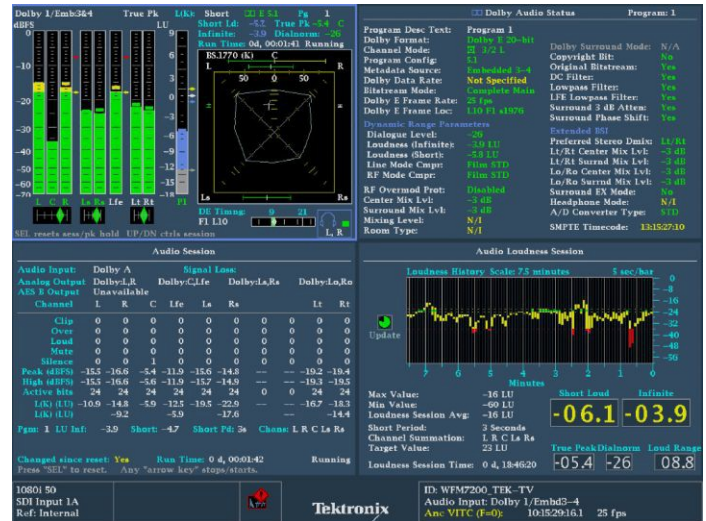 Dolby 1/Emb:3&4 True Pk L(K): Short E 5.1 Pg 1
dBFS LU Short Ld: -5.2 True Pk -5.4 C
Infinite: -3.9 Dialnorm: -26
Run Time: 0d, 00:01:41 Running
BS.1770 (K) C
L R
50 0 50
Ls Rs
L C R Ls Rs Lfe Lt Rt P1
DE Timng: 9 21
F1 L10
L, R
SEL resets sess/pk hold UP/DN ctrls session
Dolby Audio Status Program: 1
Program Desc Text: Program 1
Dolby Format: Dolby E 20-bit
Channel Mode: 3/2 L
Program Config: 5.1
Metadata Source: Embedded 3-4
Dolby Data Rate: Not Specified
Bitstream Mode: Complete Main
Dolby E Frame Rate: 25 fps
Dolby E Frame Loc: L10 F1 s1976
Dynamic Range Parameters
Dialogue Level: -26
Loudness (Infinite): -3.9 LU
Loudness (Short): -5.8 LU
Line Mode Cmpr: Film STD
RF Mode Cmpr: Film STD
RF Overmod Prot: Disabled
Center Mix Lvl: -3 dB
Surround Mix Lvl: -3 dB
Mixing Level: N/I
Room Type: N/I
Dolby Surround Mode: N/A
Copyright Bit: No
Original Bitstream: Yes
DC Filter: Yes
Lowpass Filter: Yes
LFE Lowpass Filter: Yes
Surround 3 dB Atten: Yes
Surround Phase Shift: Yes
Extended BSI
Preferred Stereo Dmix: Lt/Rt
Lt/Rt Center Mix Lvl: -3 dB
Lt/Rt Surrnd Mix Lvl: -3 dB
Lo/Ro Center Mix Lvl: -3 dB
Lo/Ro Surrnd Mix Lvl: -3 dB
Surround EX Mode: No
Headphone Mode: N/I
A/D Converter Type: STD
SMPTE Timecode: 13:15:27:10
Audio Session
Audio Input: Dolby A Signal Loss:
Analog Output Dolby:L,R Dolby:C,Lfe Dolby:Ls,Rs Dolby:Lo,Ro
AES B Output Unavailable
Channel L R C Lfe Ls Rs Lt Rt
Clip 0 0 0 0 0 0 0 0 0 0
Over 0 0 0 0 0 0 0 0 0 0
Loud 0 0 0 0 0 0 0 0 0 0
Mute 0 0 0 0 0 0 0 0 0 0
Silence 0 0 1 0 0 0 0 0 0 0
Peak (dBFS) -15.5 -16.6 -5.4 -11.9 -15.6 -14.8 --- --- -19.2 -19.4
High (dBFS) -15.5 -16.6 -5.6 -11.9 -15.7 -14.9 --- --- -19.3 -19.5
Active bits 24 24 24 24 24 24 0 0 24 24
L(K) (LU) -10.9 -14.8 -5.9 -12.5 -19.5 -22.9 --- --- -16.7 -18.3
L(K) (LU) -9.2 -5.9 -17.6 --- -14.4
Pgm: 1 LU Inf: -3.9 Short: -4.7 Short Pd: 3s Chans: L R C Ls Rs
Changed since reset: Yes Run Time: 0 d, 00:01:42 Running
Press "SEL" to reset. Any "arrow key" stops/starts.
Audio Loudness Session
Loudness History Scale: 7.5 minutes 5 sec/bar
0
-8
-16
-24
-32
-40
-48
-56
Update
7 6 5 4 3 2 1 0
Minutes
Max Value: -16 LU
Min Value: -60 LU
Loudness Session Avg: -16 LU
Short Period: 3 Seconds
Channel Summation: L R C Ls Rs
Target Value: 23 LU
Loudness Session Time: 0 d, 18:46:20
Short Loud Infinite
-06.1 -03.9
True Peak Dialnorm Loud Range
-05.4 -26 08.8
1080i 50
SDI Input 1A
Ref: Internal
Tektronix
ID: WFM7200_TEK-TV
Audio Input: Dolby 1/Embd3-4
Anc VITC (F=0): 10:15:29:16.1 25 fps